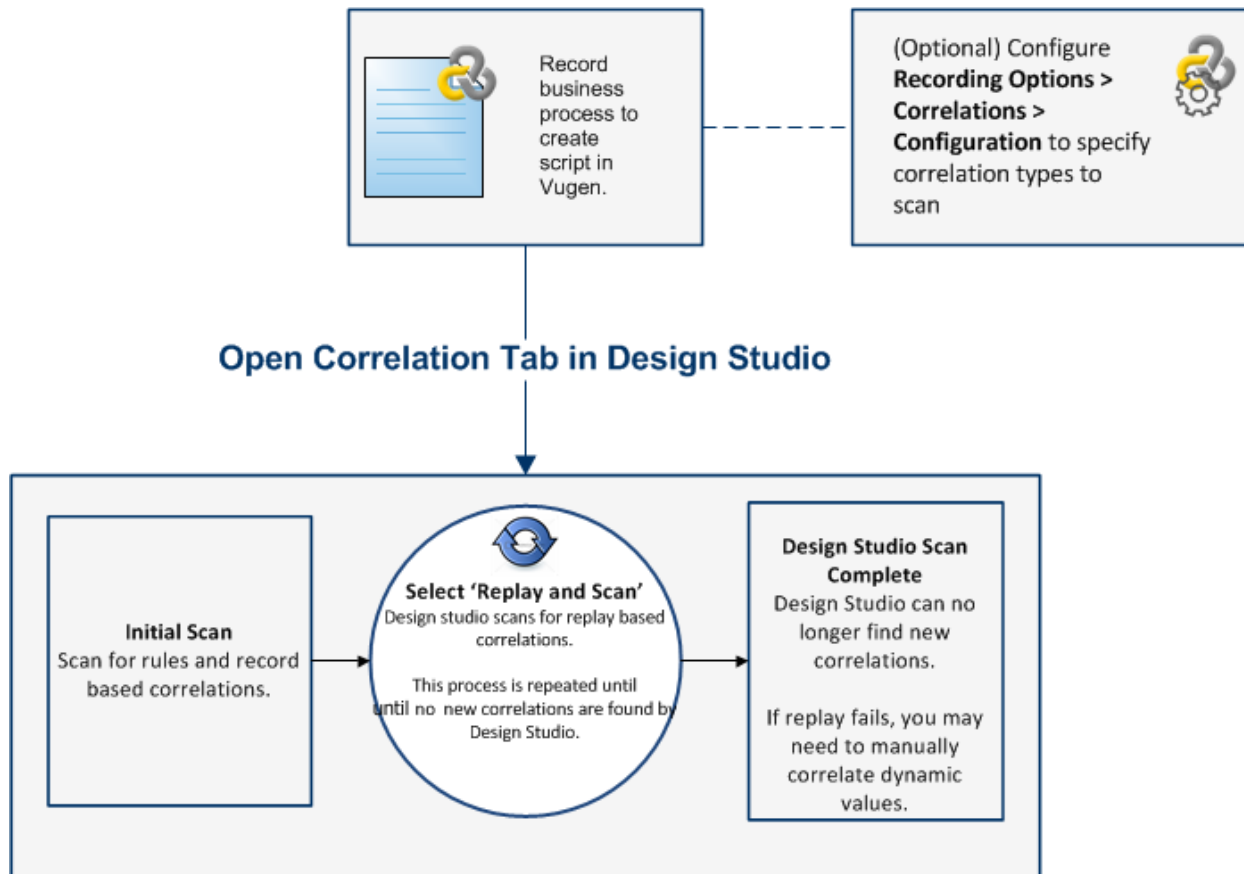 Record
business
process to
create
script in
Vugen.
(Optional) Configure
Recording Options >
Correlations >
Configuration to specify
correlation types to
scan
Open Correlation Tab in Design Studio
Initial Scan
Scan for rules and record
based correlations.
Select ‘Replay and Scan’
Design studio scans for replay based
correlations.
This process is repeated until
until no new correlations are found by
Design Studio.
Design Studio Scan
Complete
Design Studio can no
longer find new
correlations.
If replay fails, you may
need to manually
correlate dynamic
values.